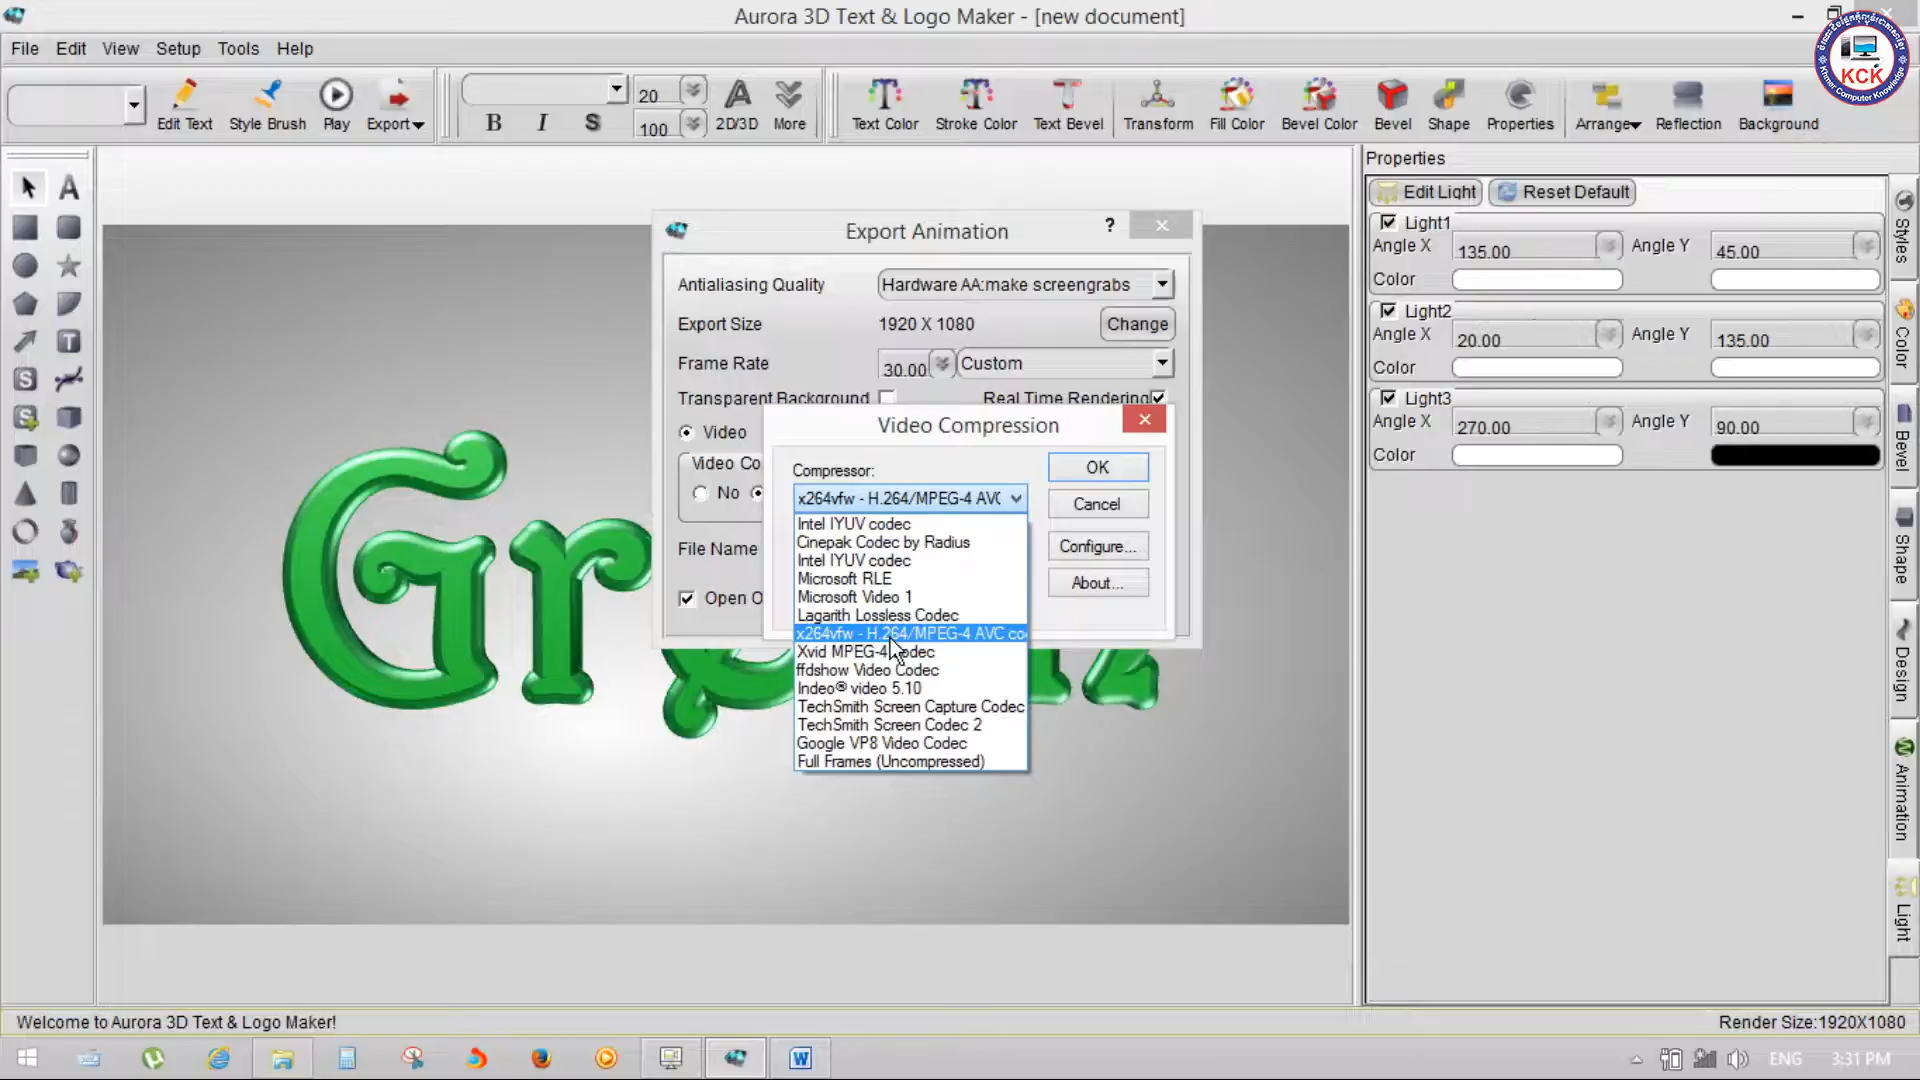 Aurora 3D Text & Logo Maker - [new document]
File Edit View Setup Tools Help
KCK
Khmer Computer Knowledge
20
100
B I S
Edit Text Style Brush Play Export 2D/3D More Text Color Stroke Color Text Bevel Transform Fill Color Bevel Color Bevel Shape Properties Arrange Reflection Background
Properties
Edit Light Reset Default
Light1
Angle X 135.00 Angle Y 45.00
Color
Light2
Angle X 20.00 Angle Y 135.00
Color
Light3
Angle X 270.00 Angle Y 90.00
Color
Styles
Color
Bevel
Shape
Design
Animation
Light
Export Animation
Antialiasing Quality Hardware AA:make screengrabs
Export Size 1920 X 1080 Change
Frame Rate 30.00 Custom
Transparent Background Real Time Rendering
Video
Video Co
No
File Name
Open O
Video Compression
Compressor:
x264vfw - H.264/MPEG-4 AV
OK
Cancel
Configure...
About...
Intel IYUV codec
Cinepak Codec by Radius
Intel IYUV codec
Microsoft RLE
Microsoft Video 1
Lagarith Lossless Codec
x264vfw - H.264/MPEG-4 AVC co
Xvid MPEG-4 Codec
ffdshow Video Codec
Indeo® video 5.10
TechSmith Screen Capture Codec
TechSmith Screen Codec 2
Google VP8 Video Codec
Full Frames (Uncompressed)
Welcome to Aurora 3D Text & Logo Maker!
Render Size:1920X1080
ENG 3:31 PM